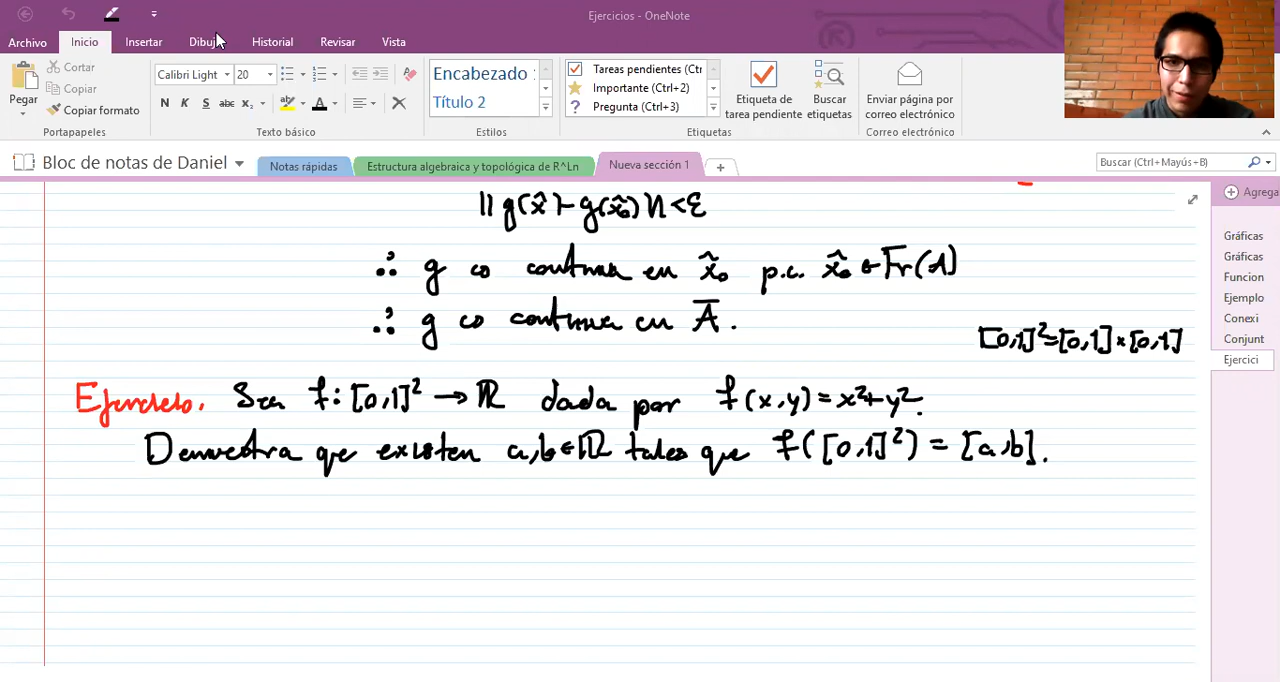 Ejercicios - OneNote
Archivo Inicio Insertar Dibujar Historial Revisar Vista
Pegar Cortar Copiar Copiar formato
Calibri Light 20
N K S abc x₂ A
Encabezado 1
Título 2
Tareas pendientes (Ctr
Importante (Ctrl+2)
Pregunta (Ctrl+3)
Etiqueta de tarea pendiente
Buscar etiquetas
Enviar página por correo electrónico
Portapapeles Texto básico Estilos Etiquetas Correo electrónico
Bloc de notas de Daniel Notas rápidas Estructura algebraica y topológica de R^Ln Nueva sección 1 + Buscar (Ctrl+Mayús+B)
Agrega
Gráficas
Gráficas
Funcion
Ejemplo
Conexi
Conjunt
Ejercici
|| g(x̂) - g(x̂₀) || < ε
∴ g es continua en x̂₀ p.c. x̂₀ ∈ Fr(A)
∴ g es continua en A̅.
[0,1]² = [0,1] × [0,1]
Ejemplo. Sea f: [0,1]² → ℝ dada por f(x,y) = x² + y².
Demuestra que existen a,b ∈ ℝ tales que f([0,1]²) = [a,b].